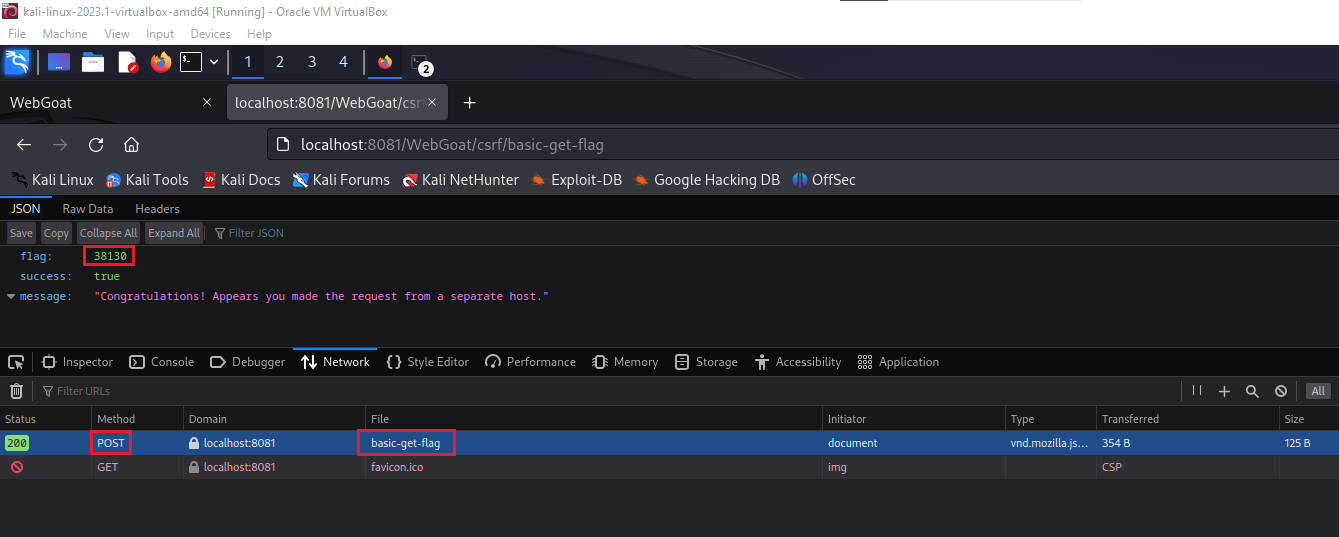 kali-linux-2023.1-virtualbox-amd64 [Running] - Oracle VM VirtualBox
File Machine View Input Devices Help
1 2 3 4 2
WebGoat × localhost:8081/WebGoat/csrf × +
localhost:8081/WebGoat/csrf/basic-get-flag
Kali Linux Kali Tools Kali Docs Kali Forums Kali NetHunter Exploit-DB Google Hacking DB OffSec
JSON Raw Data Headers
Save Copy Collapse All Expand All Filter JSON
flag: 38130
success: true
message: "Congratulations! Appears you made the request from a separate host."
Inspector Console Debugger Network Style Editor Performance Memory Storage Accessibility Application
Filter URLs All
Status Method Domain File Initiator Type Transferred Size
200 POST localhost:8081 basic-get-flag document vnd.mozilla.js… 354 B 125 B
GET localhost:8081 favicon.ico img CSP